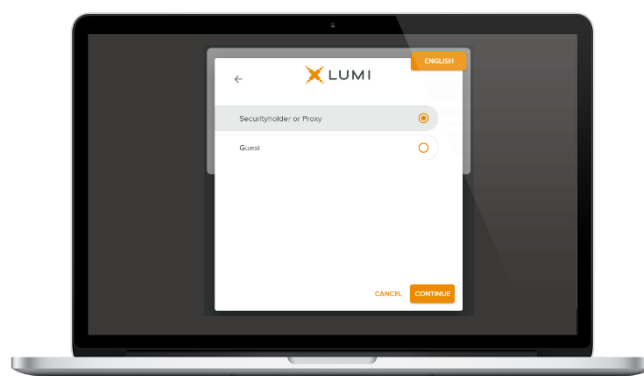 ENGLISH
LUMI
Securityholder or Proxy
Guest
CANCEL CONTINUE